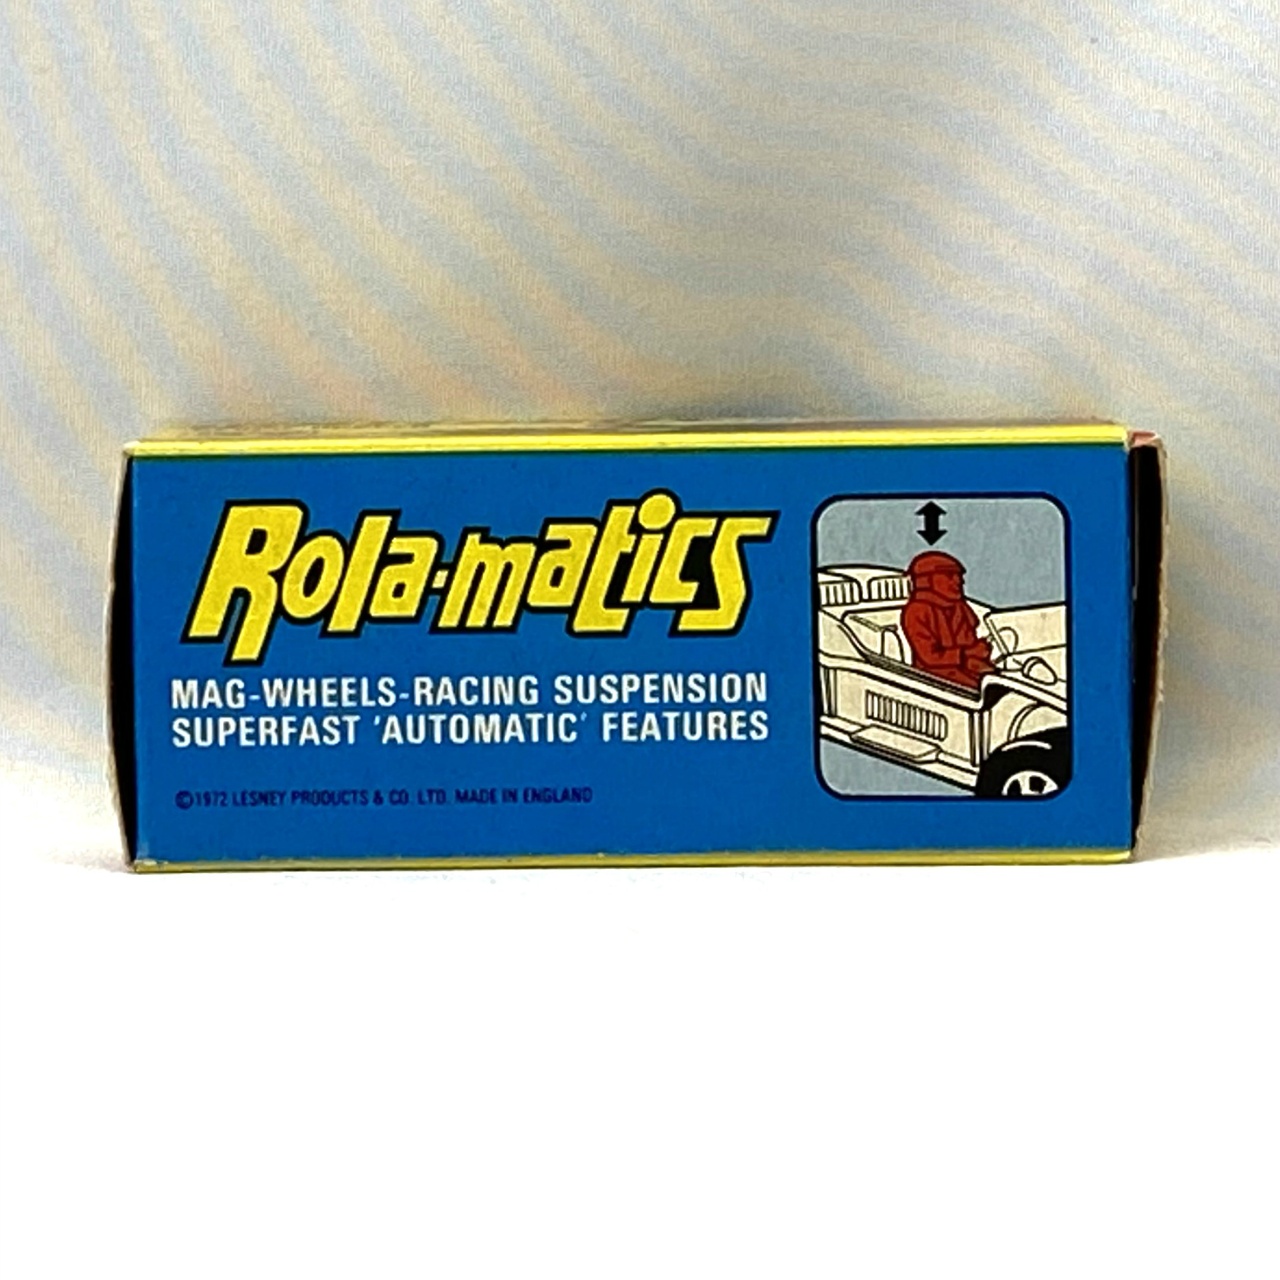 Rola-matics
MAG-WHEELS-RACING SUSPENSION
SUPERFAST 'AUTOMATIC' FEATURES
©1972 LESNEY PRODUCTS & CO. LTD. MADE IN ENGLAND